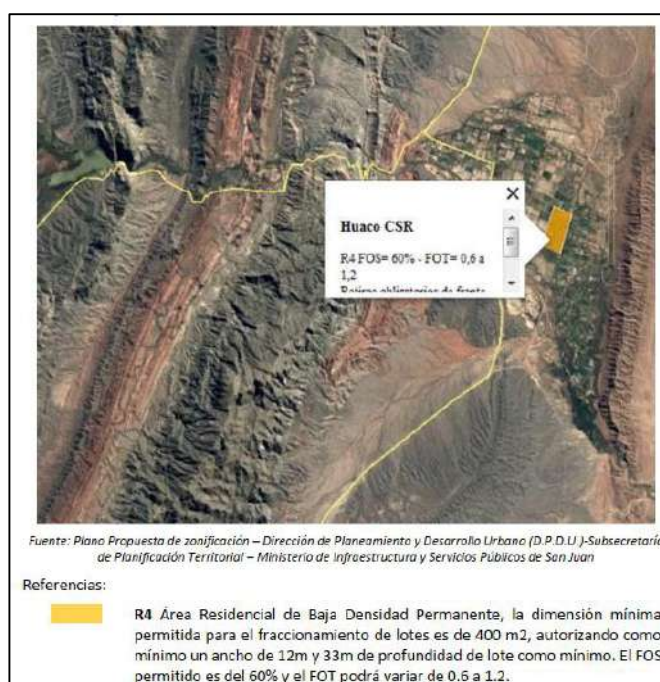 Huaco CSR
R4 FOS= 60% - FOT= 0,6 a
1,2
Retiros obligatorios de frente
Fuente: Plano Propuesta de zonificación – Dirección de Planeamiento y Desarrollo Urbano (D.P.D.U.)-Subsecretaría
de Planificación Territorial – Ministerio de Infraestructura y Servicios Públicos de San Juan
Referencias:
R4 Área Residencial de Baja Densidad Permanente, la dimensión mínima
permitida para el fraccionamiento de lotes es de 400 m2, autorizando como
mínimo un ancho de 12m y 33m de profundidad de lote como mínimo. El FOS
permitido es del 60% y el FOT podrá variar de 0.6 a 1.2.